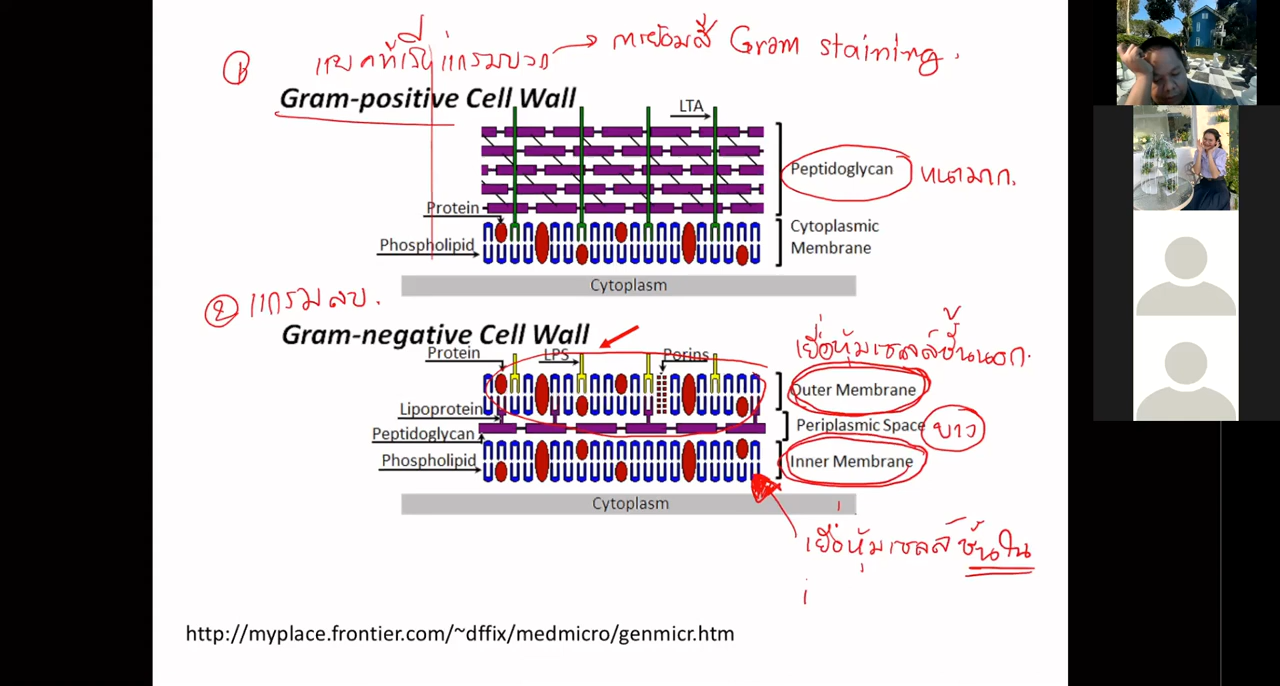 ① แบคทีเรียแกรมบวก → การย้อมสี Gram staining.
Gram-positive Cell Wall
LTA
Peptidoglycan หนามาก.
Protein
Cytoplasmic
Membrane
Phospholipid
Cytoplasm
② แกรมลบ.
Gram-negative Cell Wall
เยื่อหุ้มเซลล์ชั้นนอก.
Protein
LPS
Porins
Outer Membrane
Lipoprotein
Periplasmic Space บาง
Peptidoglycan
Phospholipid
Inner Membrane
Cytoplasm
เยื่อหุ้มเซลล์ชั้นใน
http://myplace.frontier.com/~dffix/medmicro/genmicr.htm